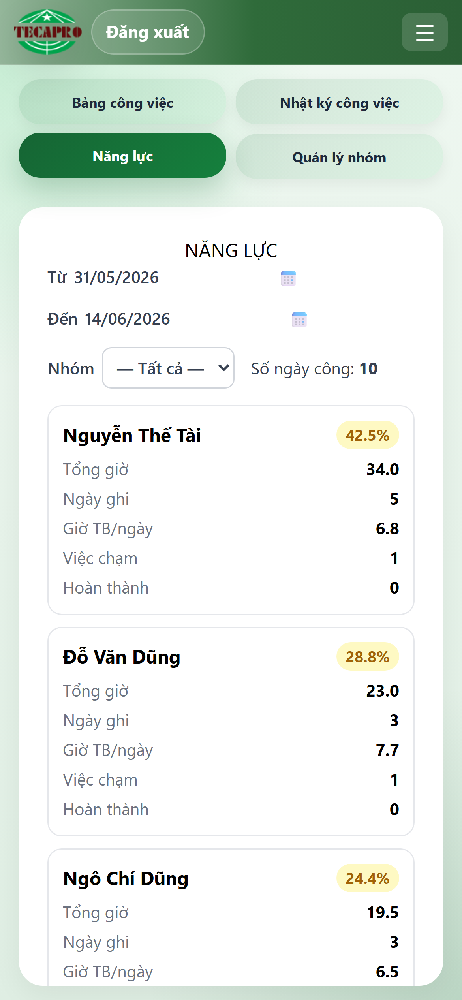 TECAPRO
Đăng xuất
Bảng công việc
Nhật ký công việc
Năng lực
Quản lý nhóm
NĂNG LỰC
Từ 31/05/2026
Đến 14/06/2026
Nhóm — Tất cả — Số ngày công: 10
Nguyễn Thế Tài 42.5%
Tổng giờ 34.0
Ngày ghi 5
Giờ TB/ngày 6.8
Việc chạm 1
Hoàn thành 0
Đỗ Văn Dũng 28.8%
Tổng giờ 23.0
Ngày ghi 3
Giờ TB/ngày 7.7
Việc chạm 1
Hoàn thành 0
Ngô Chí Dũng 24.4%
Tổng giờ 19.5
Ngày ghi 3
Giờ TB/ngày 6.5